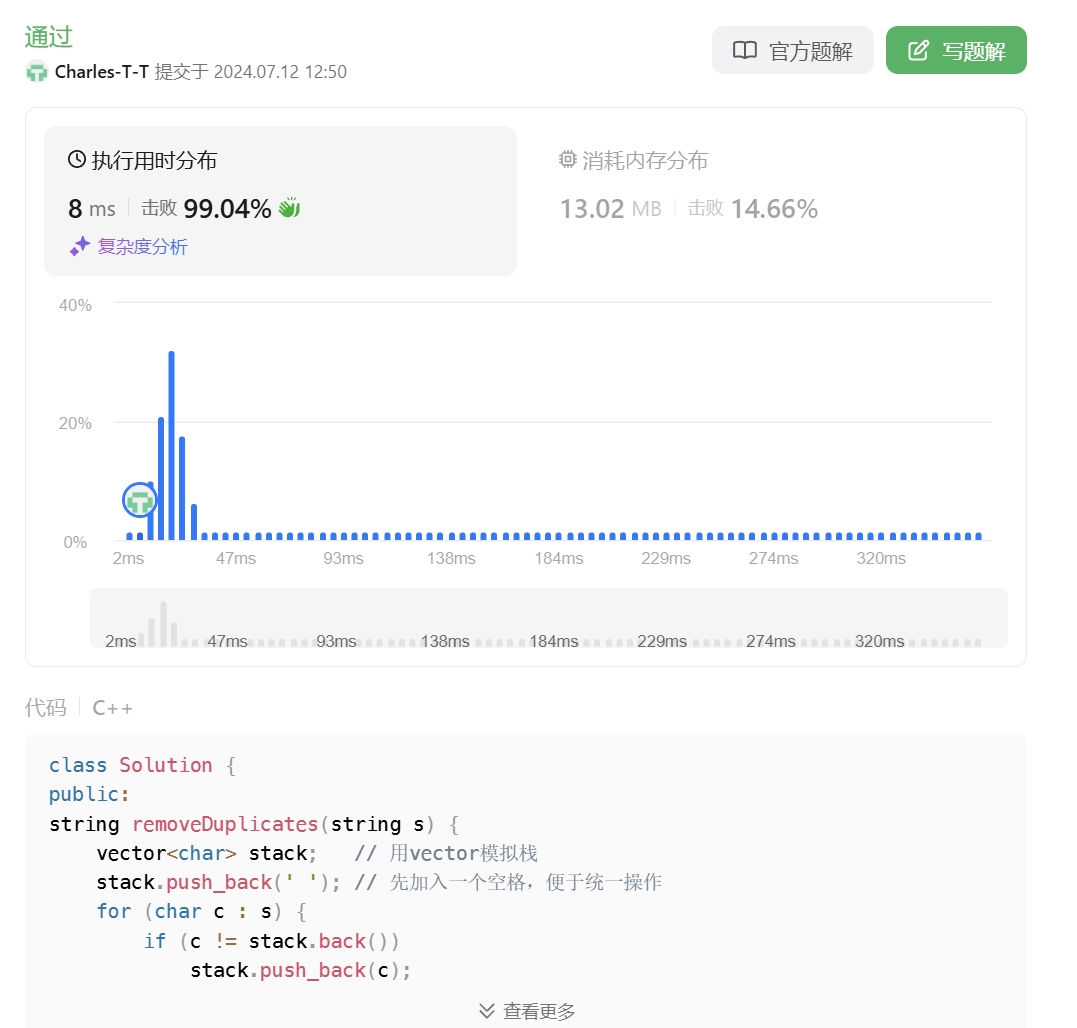 通过
官方题解
写题解
Charles-T-T 提交于 2024.07.12 12:50
执行用时分布
消耗内存分布
8 ms 击败 99.04%
13.02 MB 击败 14.66%
复杂度分析
40%
20%
0%
2ms 47ms 93ms 138ms 184ms 229ms 274ms 320ms
2ms 47ms 93ms 138ms 184ms 229ms 274ms 320ms
代码 C++
class Solution {
public:
string removeDuplicates(string s) {
    vector<char> stack;   // 用vector模拟栈
    stack.push_back(' '); // 先加入一个空格，便于统一操作
    for (char c : s) {
        if (c != stack.back())
            stack.push_back(c);
查看更多